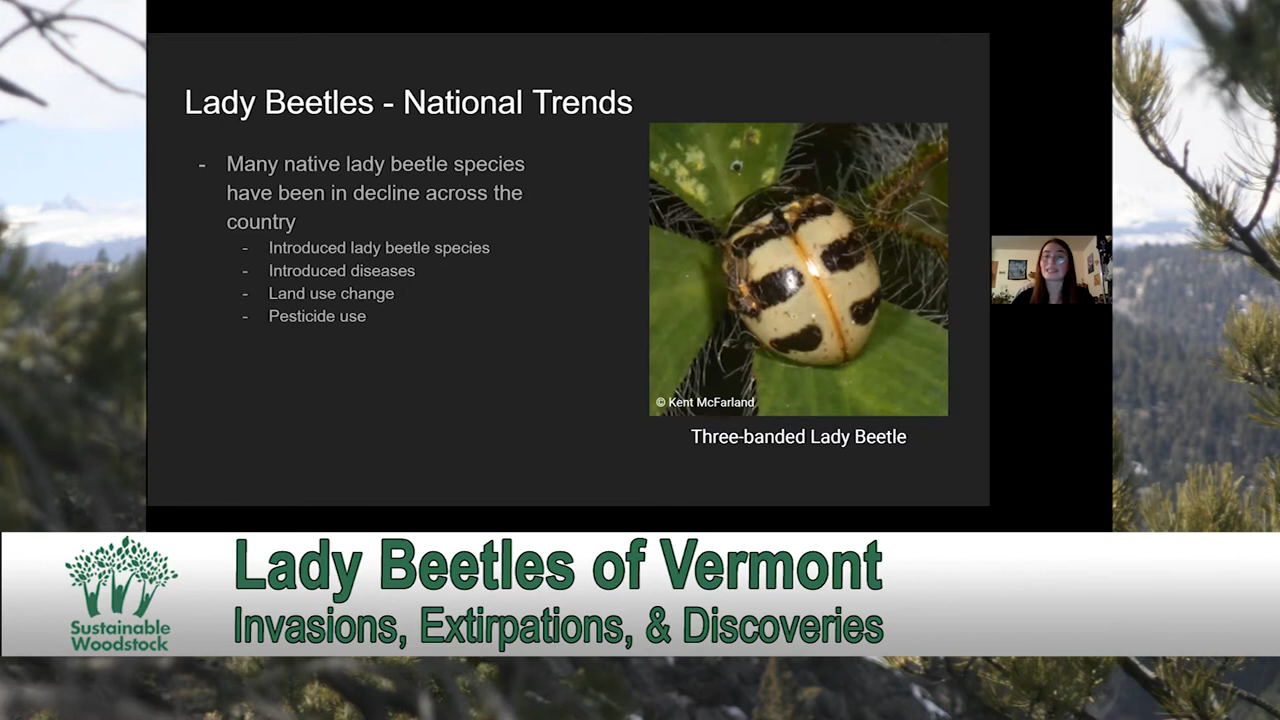 Lady Beetles - National Trends
- Many native lady beetle species
have been in decline across the
country
- Introduced lady beetle species
- Introduced diseases
- Land use change
- Pesticide use
© Kent McFarland
Three-banded Lady Beetle
Sustainable
Woodstock
Lady Beetles of Vermont
Invasions, Extirpations, & Discoveries